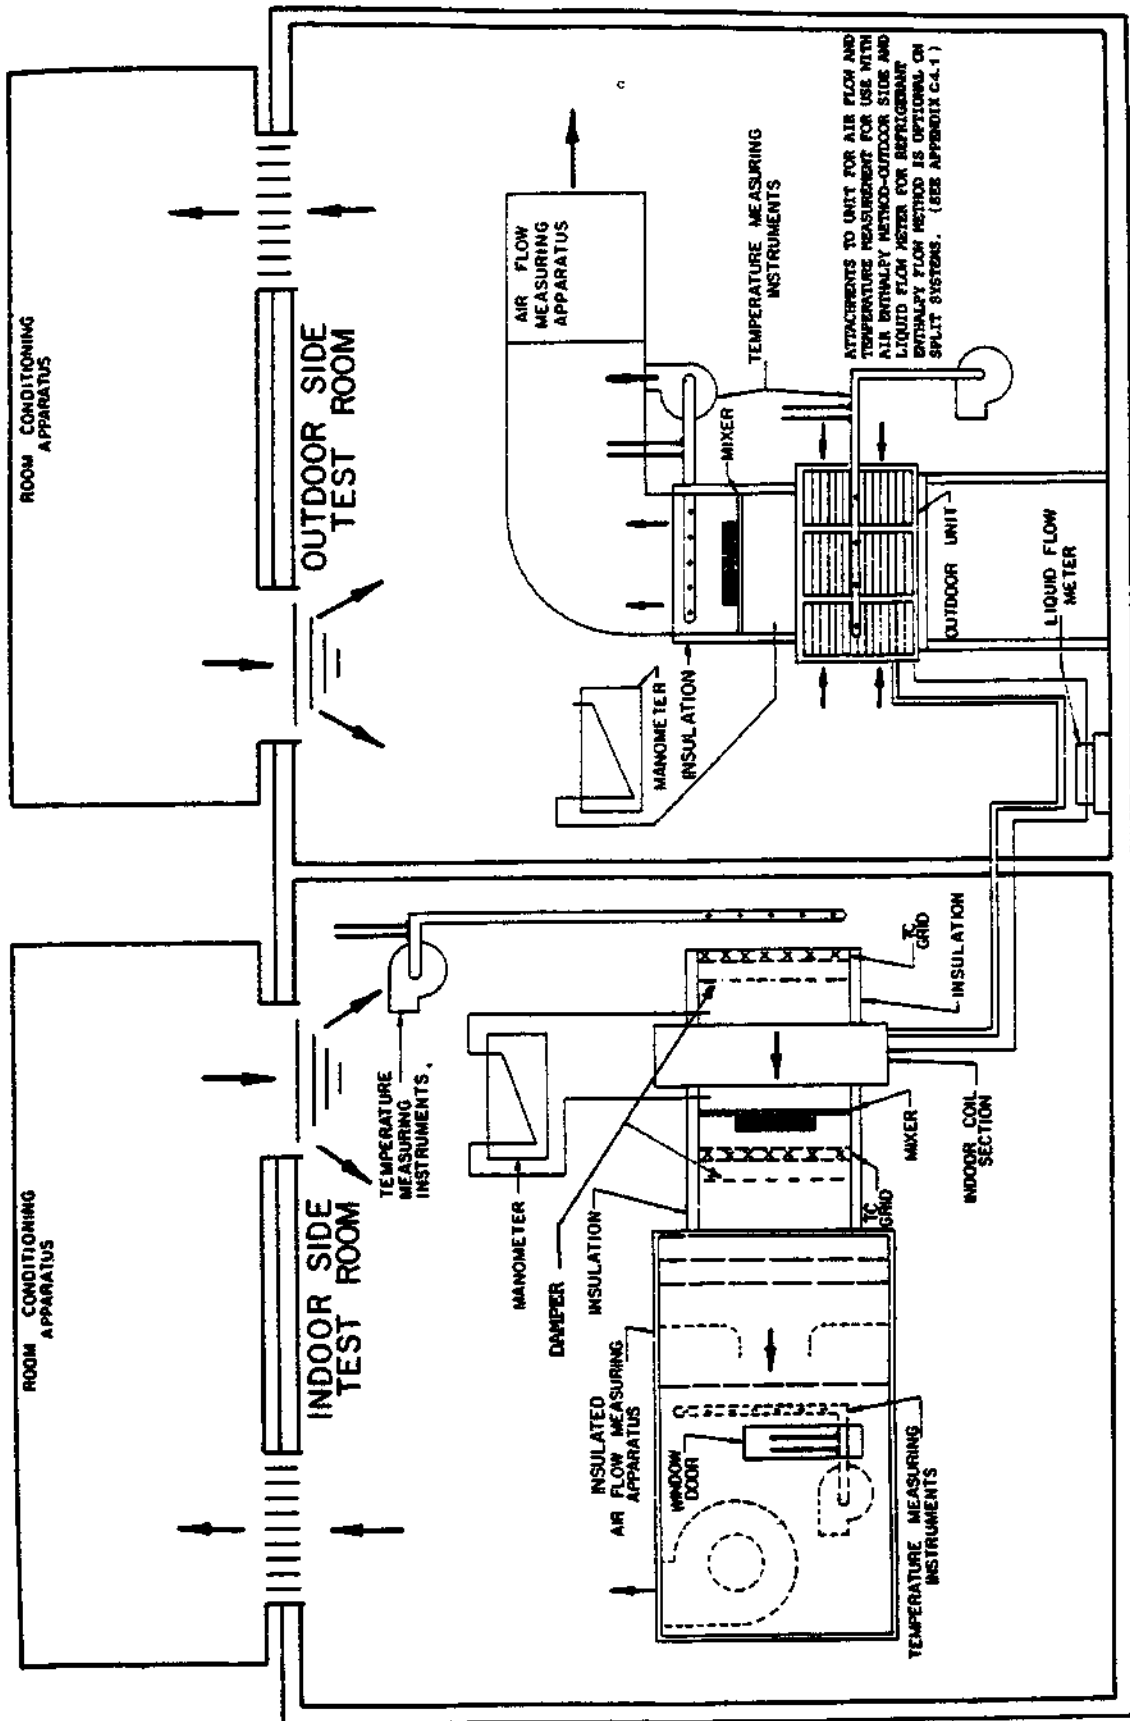 ROOM CONDITIONING
APPARATUS
ROOM CONDITIONING
APPARATUS
INDOOR SIDE
TEST ROOM
OUTDOOR SIDE
TEST ROOM
TEMPERATURE
MEASURING
INSTRUMENTS.
MANOMETER
DAMPER
INSULATION
INSULATED
AIR FLOW MEASURING
APPARATUS
WINDOW
DOOR
TEMPERATURE MEASURING
INSTRUMENTS
TC
GRID
MIXER
INDOOR COIL
SECTION
TC
GRID
INSULATION
AIR FLOW
MEASURING
APPARATUS
c
MANOMETER
INSULATION
MIXER
TEMPERATURE MEASURING
INSTRUMENTS
ATTACHMENTS TO UNIT FOR AIR FLOW AND
TEMPERATURE MEASUREMENT FOR USE WITH
AIR ENTHALPY METHOD-OUTDOOR SIDE AND
LIQUID FLOW METER FOR REFRIGERANT
ENTHALPY FLOW METHOD IS OPTIONAL ON
SPLIT SYSTEMS. (SEE APPENDIX C4.1)
OUTDOOR UNIT
LIQUID FLOW
METER